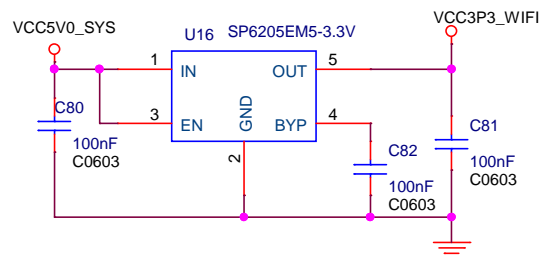 VCC5V0_SYS
VCC3P3_WIFI
U16 SP6205EM5-3.3V
1 IN OUT 5
3 EN GND BYP 4
2
C80
100nF
C0603
C82
100nF
C0603
C81
100nF
C0603